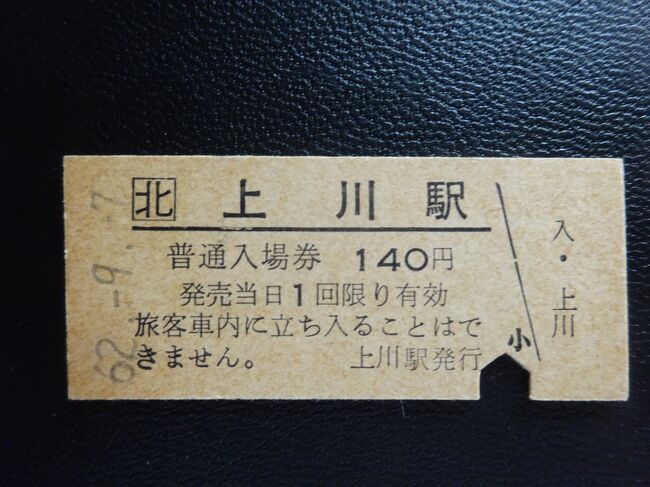 北 上川駅
普通入場券 140円
発売当日1回限り有効
旅客車内に立ち入ることはで
きません。 上川駅発行
小
入・上川
62.-9.-7